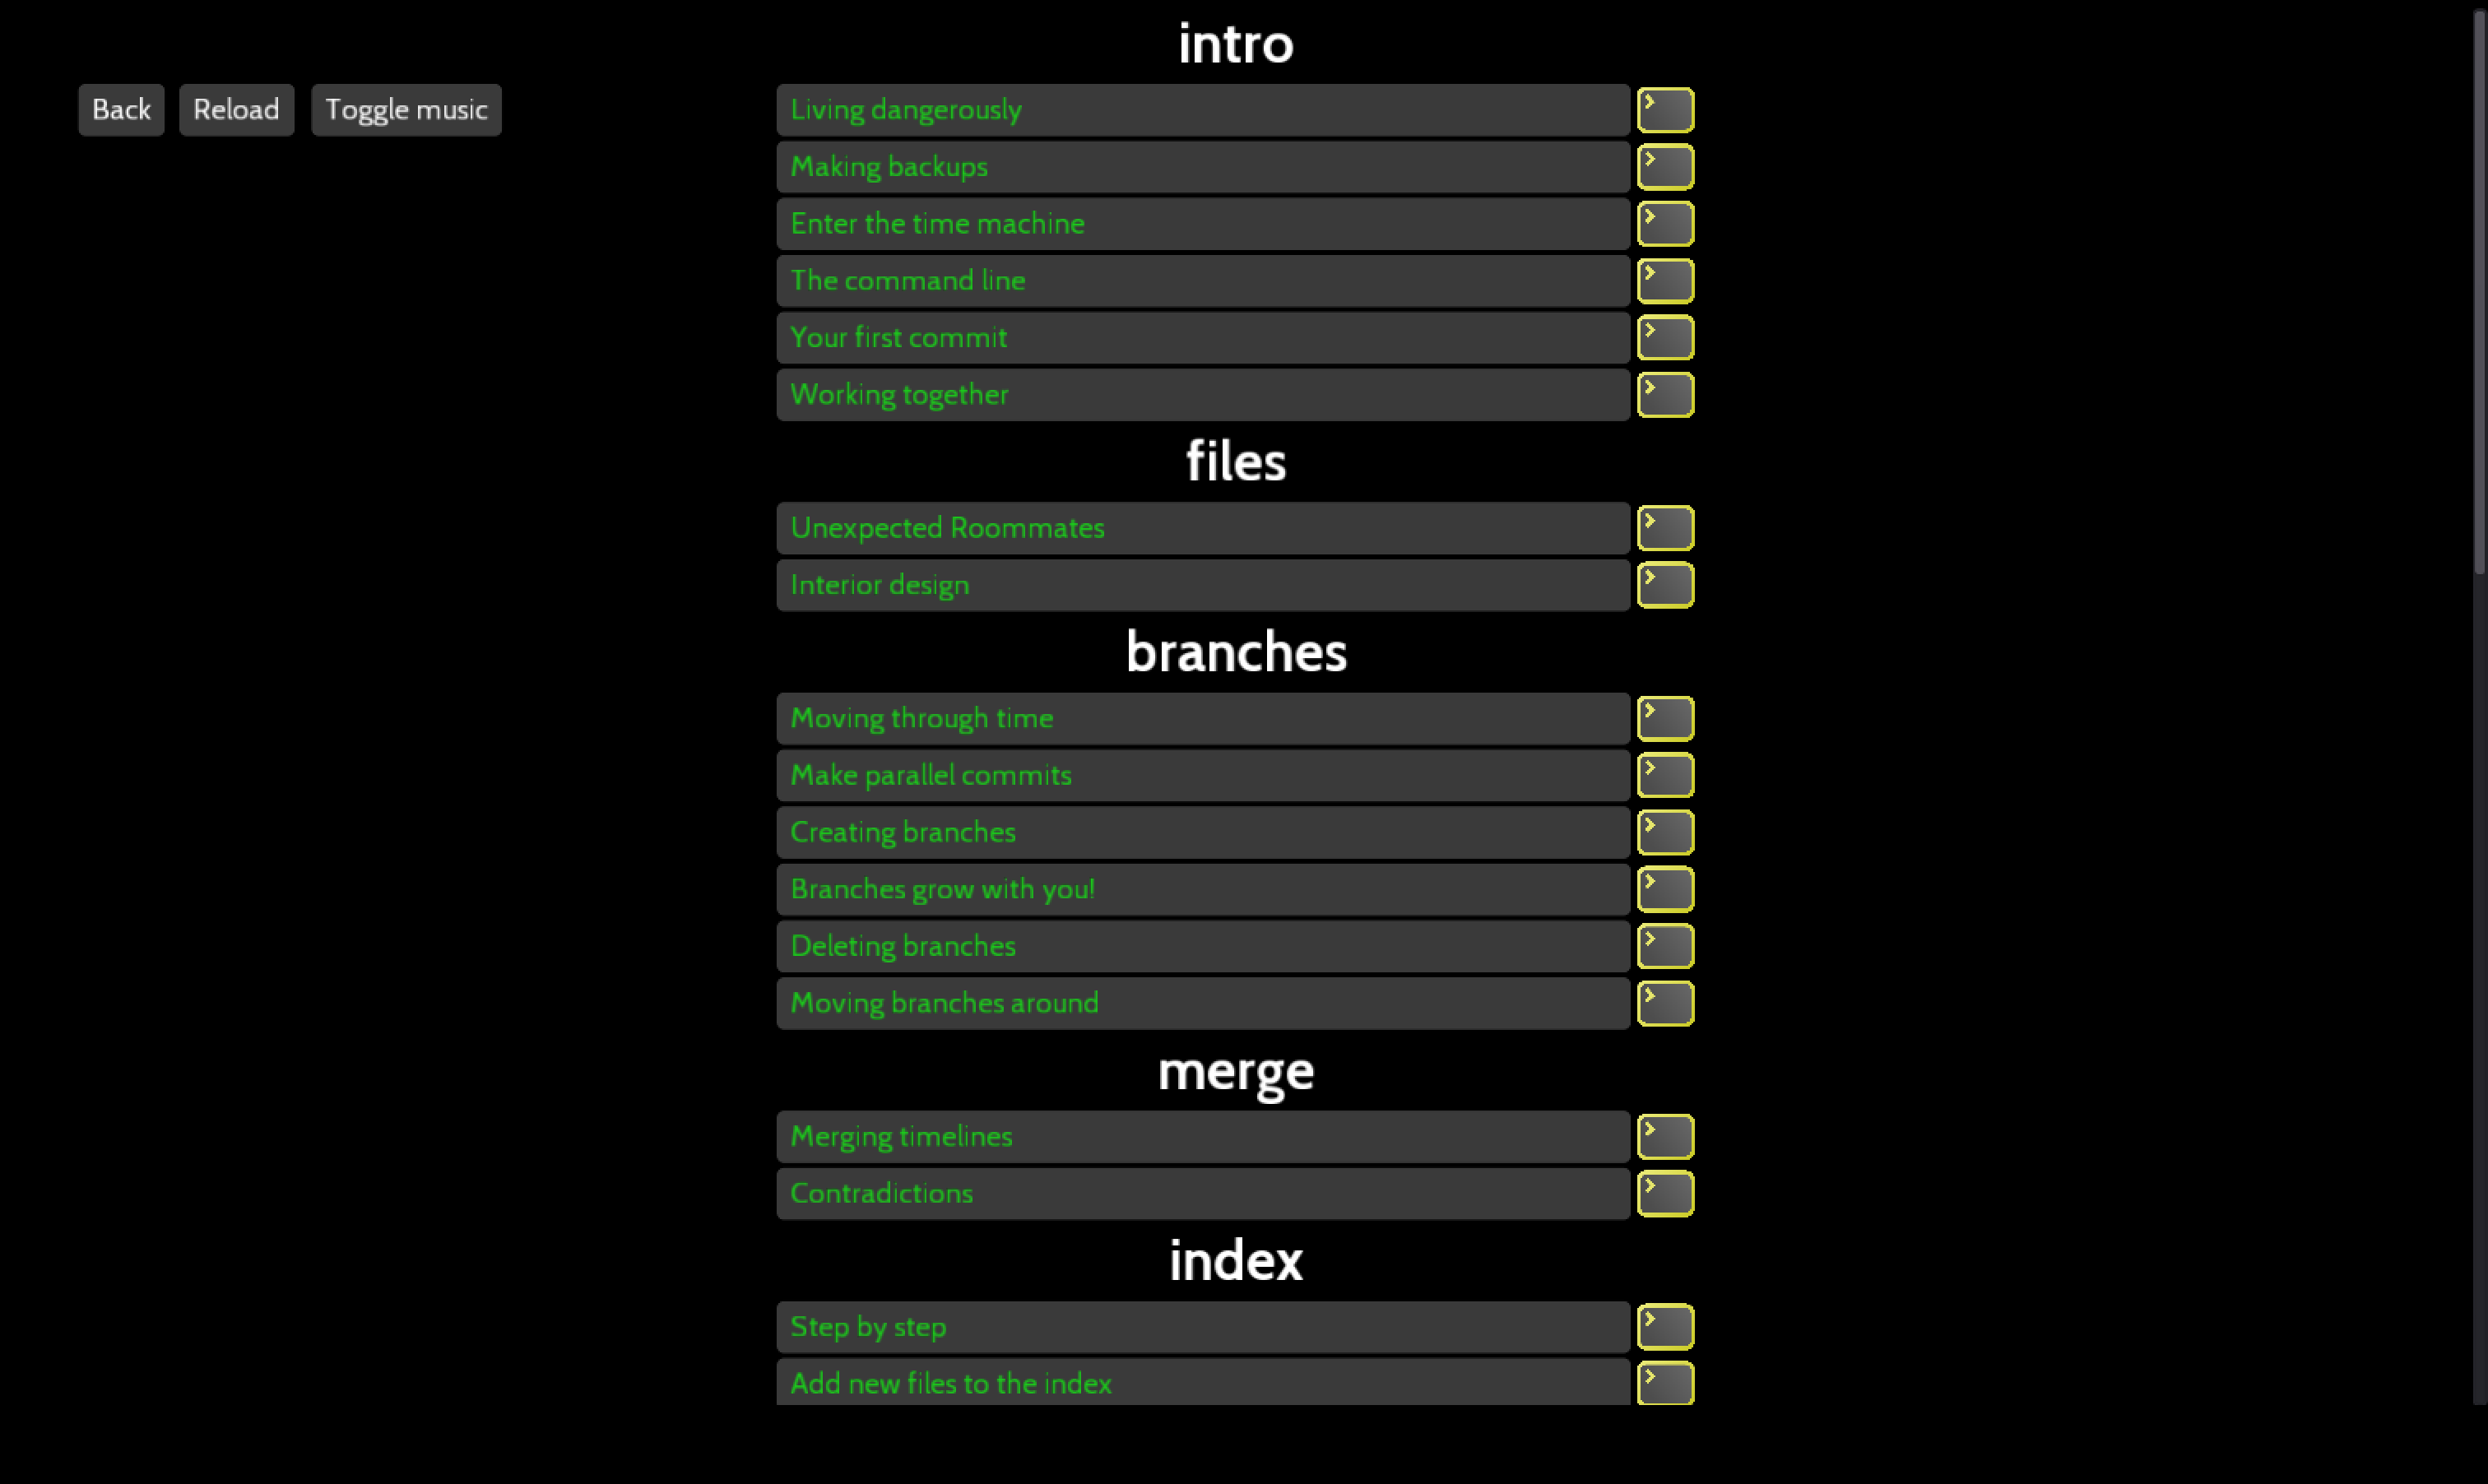 intro
Back Reload Toggle music
Living dangerously
Making backups
Enter the time machine
The command line
Your first commit
Working together
files
Unexpected Roommates
Interior design
branches
Moving through time
Make parallel commits
Creating branches
Branches grow with you!
Deleting branches
Moving branches around
merge
Merging timelines
Contradictions
index
Step by step
Add new files to the index